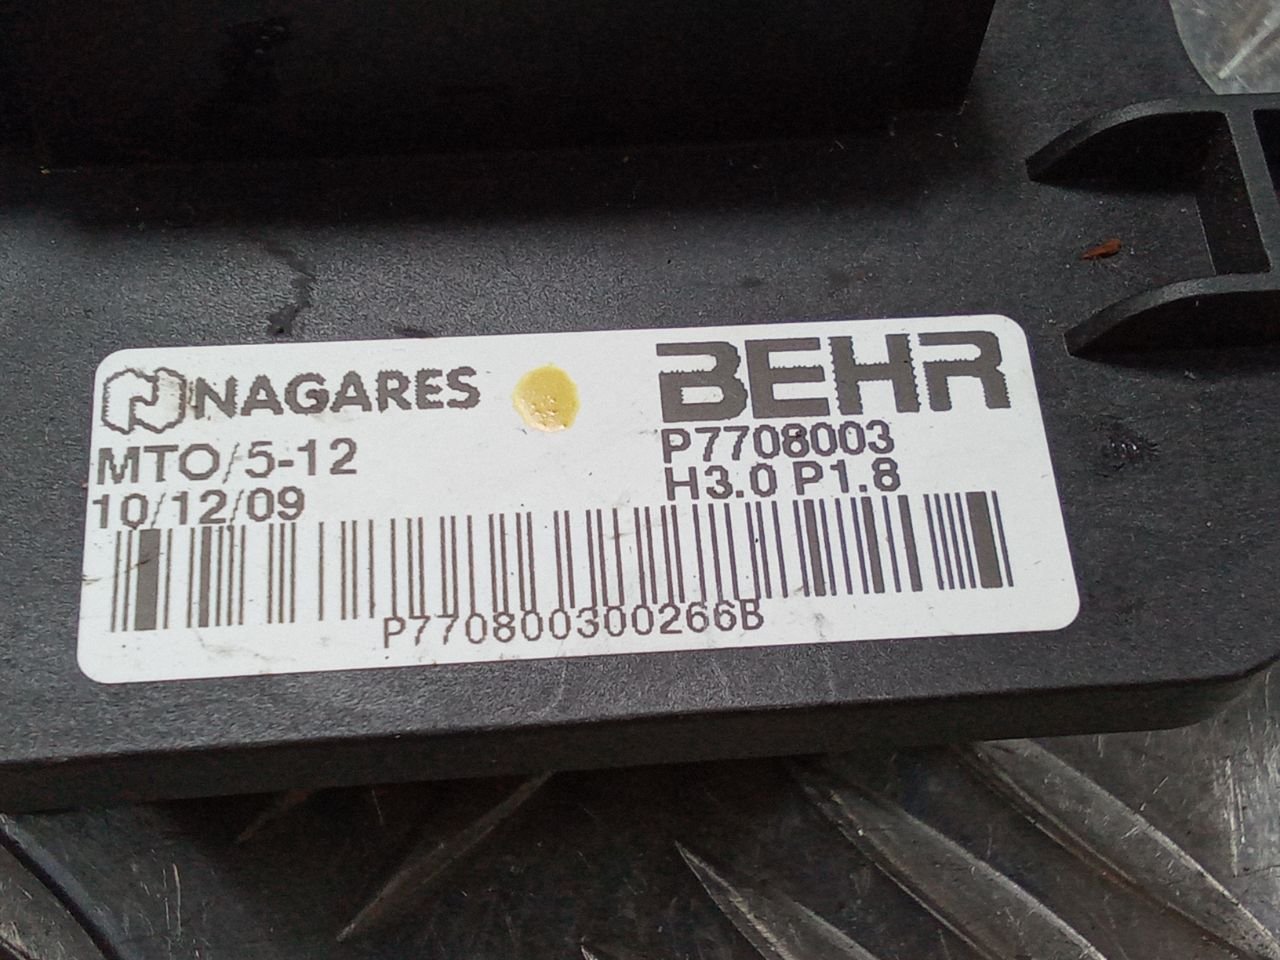 NAGARES
BEHR
MTO/5-12
P7708003
10/12/09
H3.0 P1.8
P770800300266B